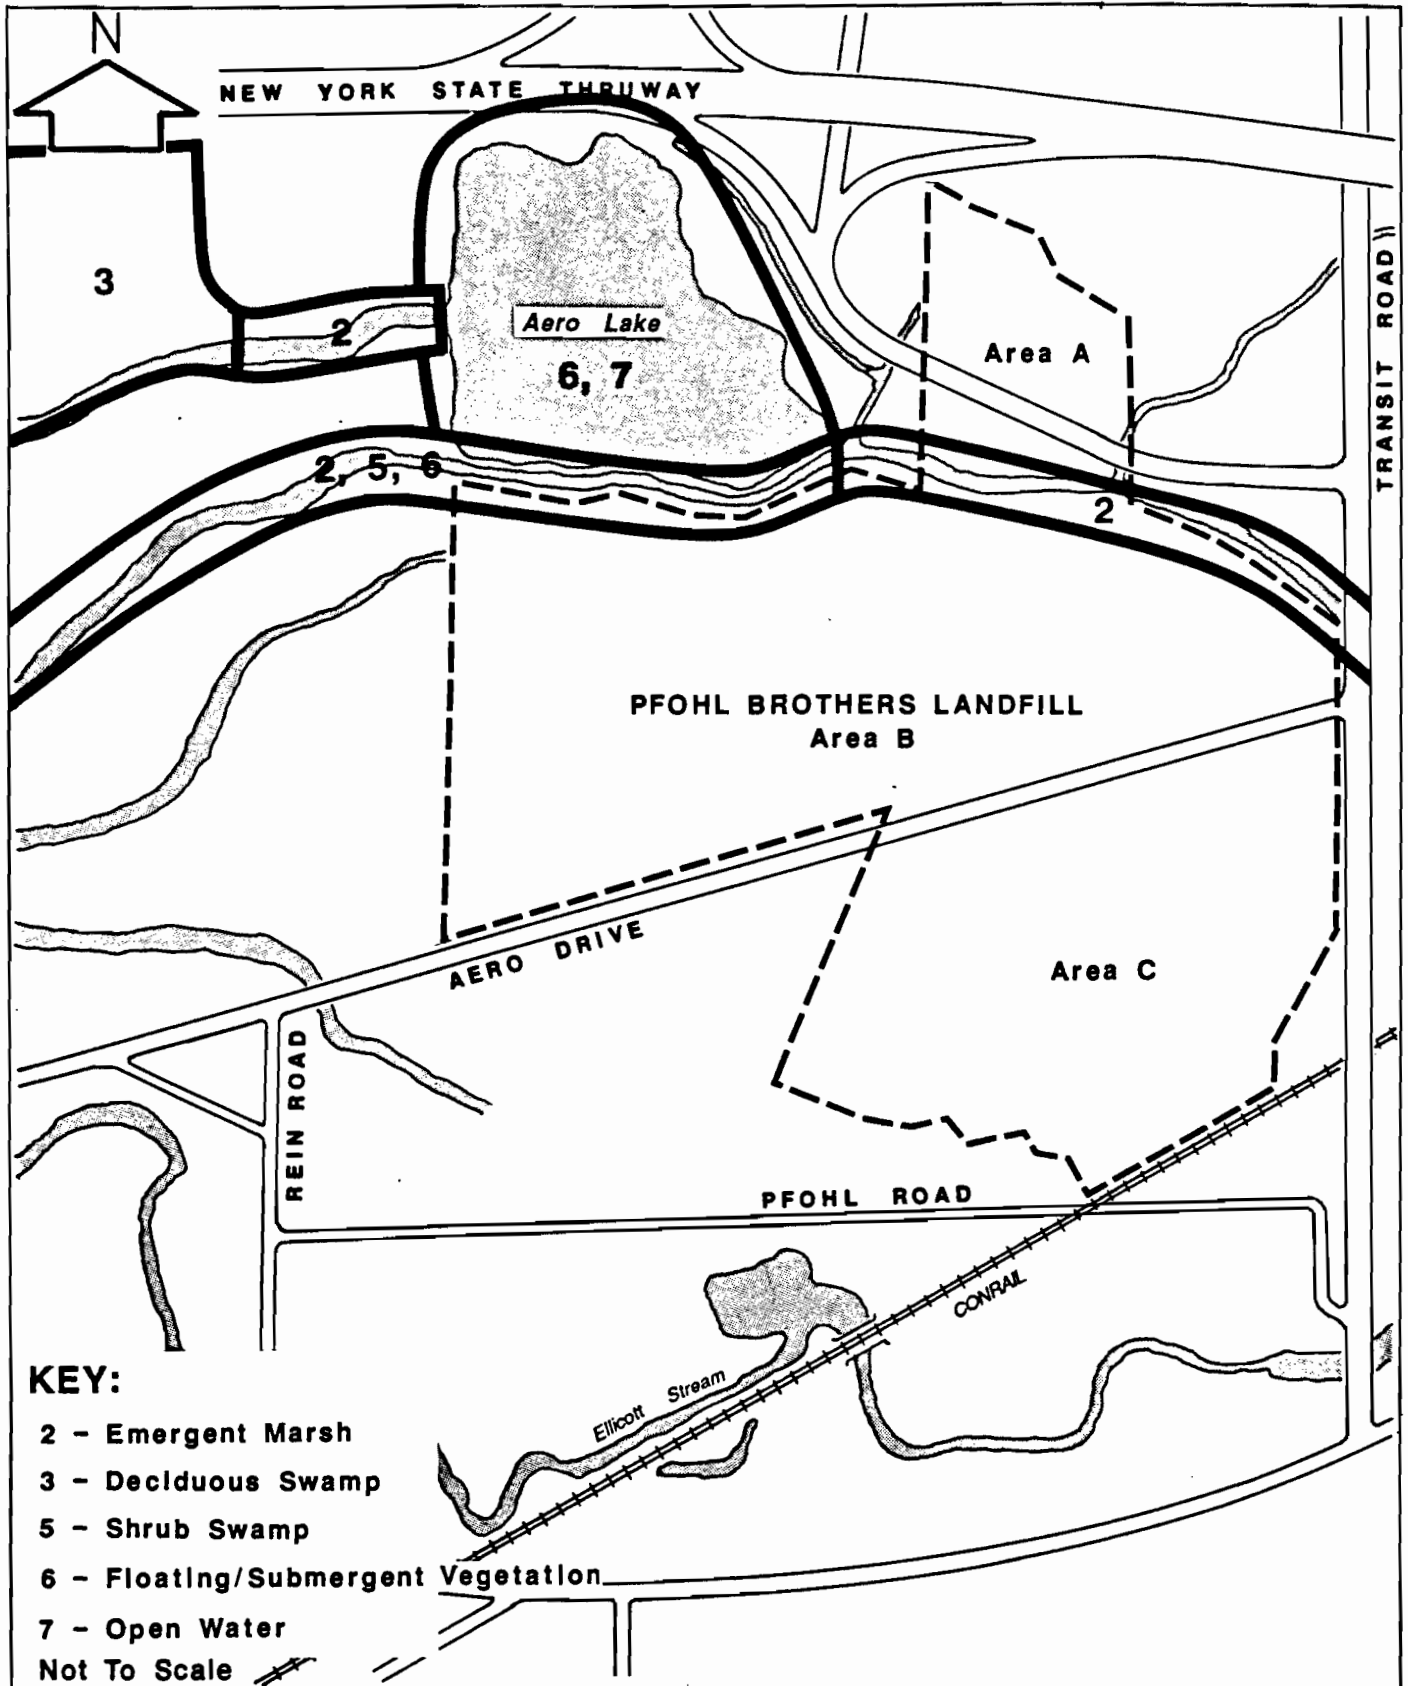 N
NEW YORK STATE THRUWAY
3
2
Aero Lake
6, 7
Area A
TRANSIT ROAD
2, 5, 6
2
PFOHL BROTHERS LANDFILL
Area B
AERO DRIVE
Area C
REIN ROAD
PFOHL ROAD
CONRAIL
Ellicott Stream
KEY:
2 - Emergent Marsh
3 - Deciduous Swamp
5 - Shrub Swamp
6 - Floating/Submergent Vegetation
7 - Open Water
Not To Scale